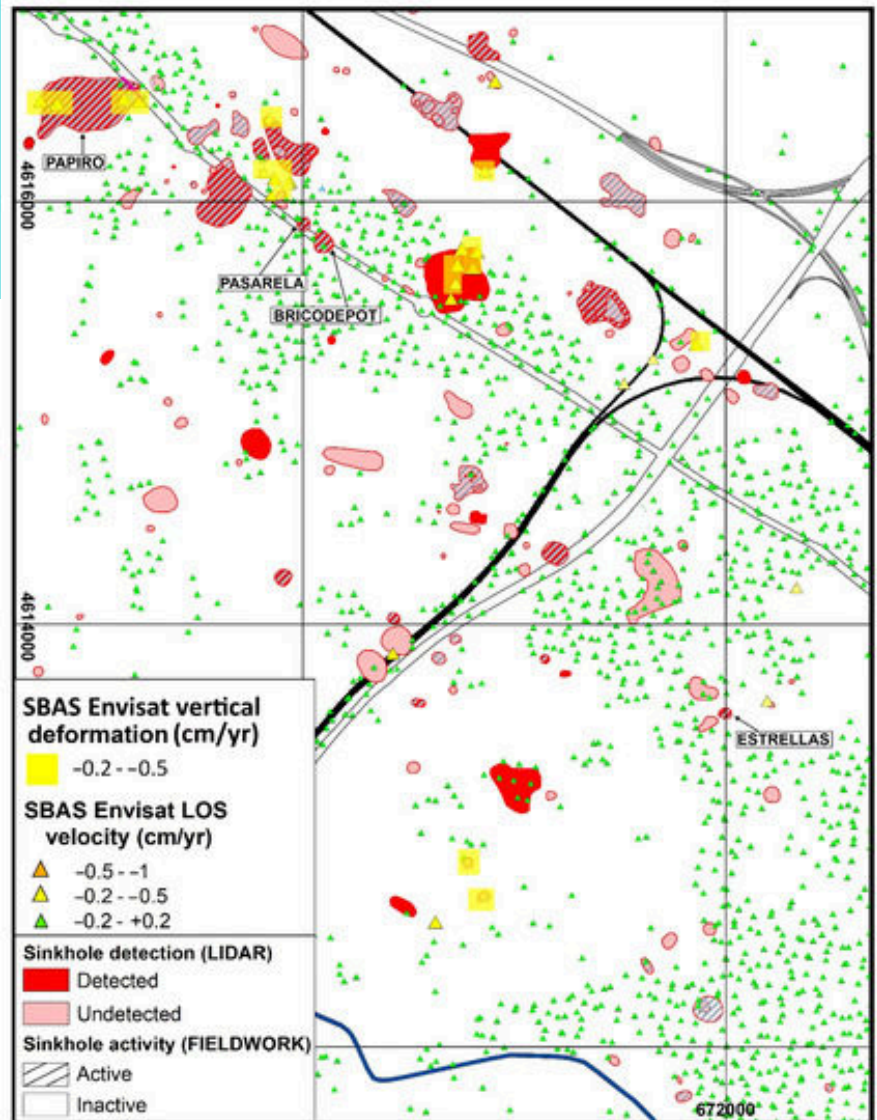 PAPIRO
4616000
PASARELA
BRICODEPOT
4614000
ESTRELLAS
SBAS Envisat vertical
deformation (cm/yr)
-0.2 - -0.5
SBAS Envisat LOS
velocity (cm/yr)
-0.5 - -1
-0.2 - -0.5
-0.2 - +0.2
Sinkhole detection (LIDAR)
Detected
Undetected
Sinkhole activity (FIELDWORK)
Active
Inactive
672000